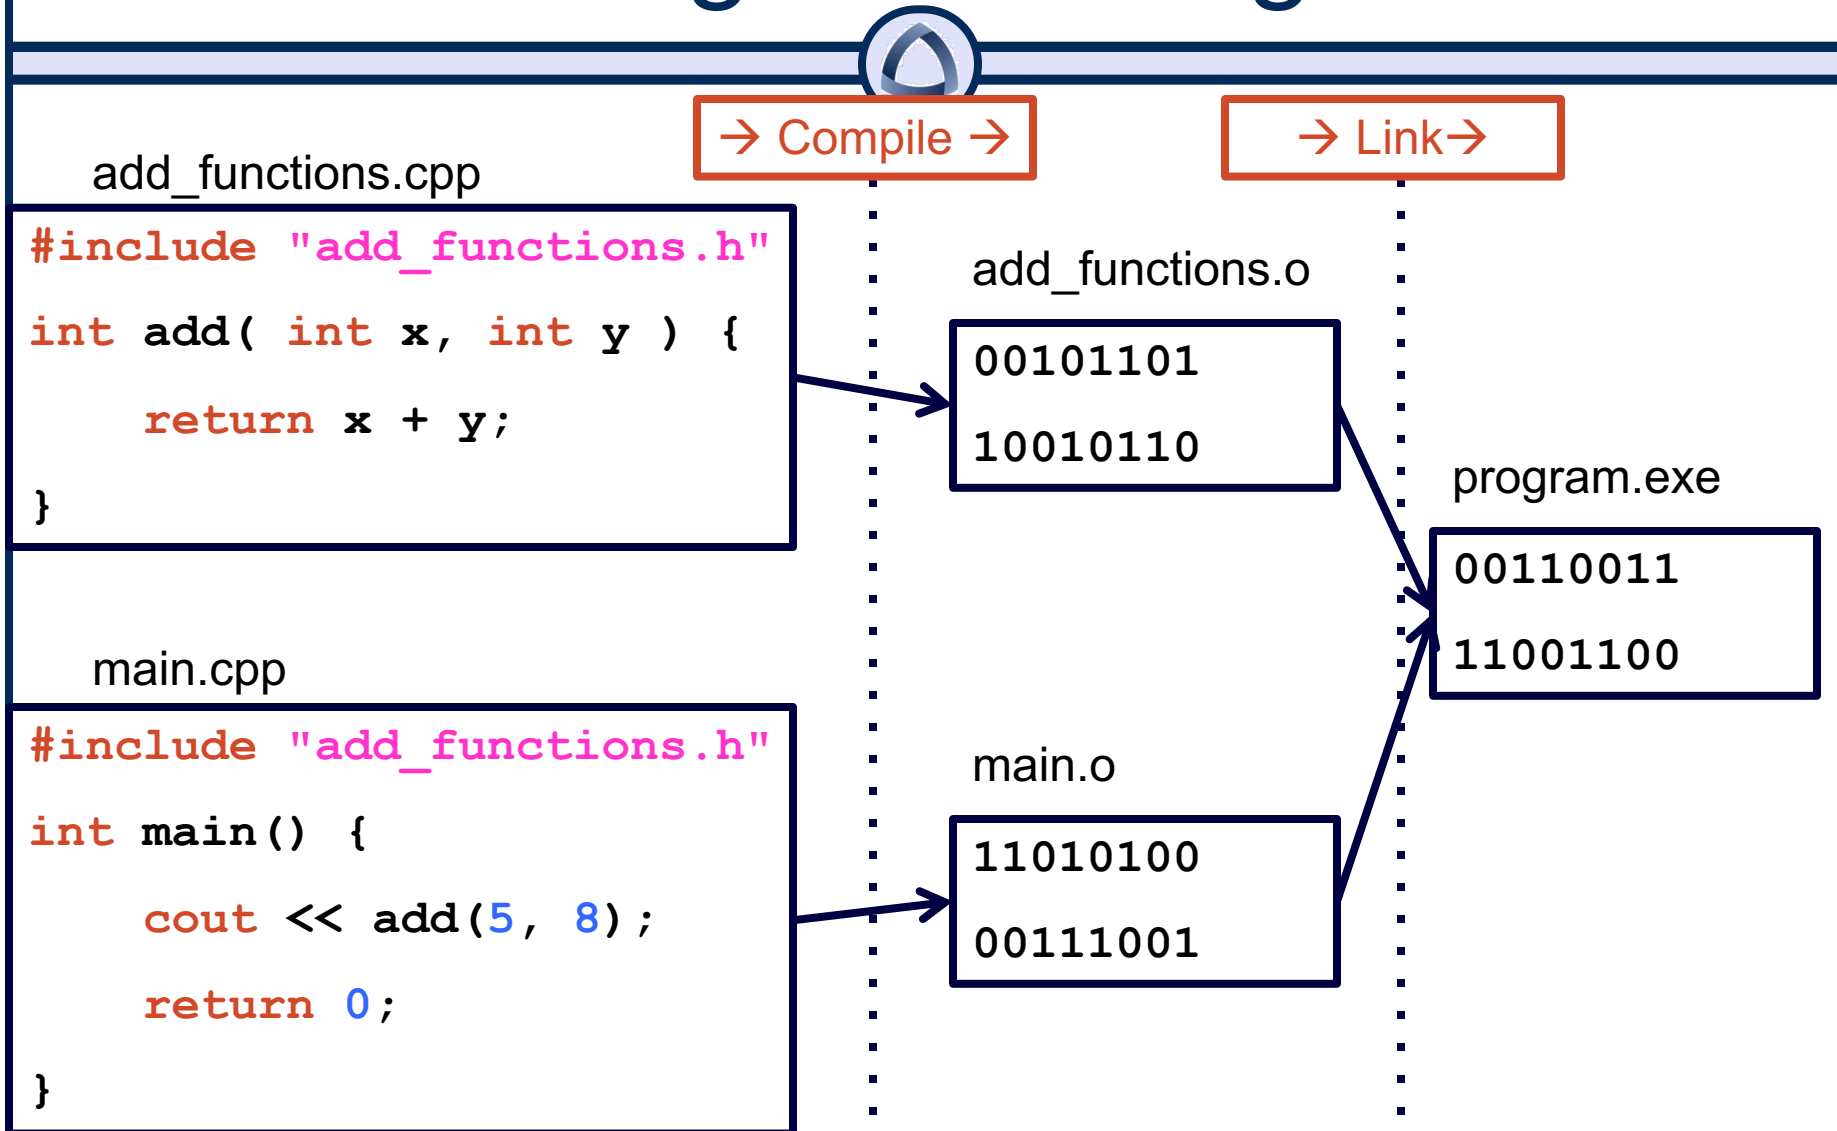 → Compile →
→ Link→
add_functions.cpp
#include "add_functions.h"
int add( int x, int y ) {
return x + y;
}
add_functions.o
00101101
10010110
program.exe
00110011
11001100
main.cpp
#include "add_functions.h"
int main() {
cout << add(5, 8);
return 0;
}
main.o
11010100
00111001